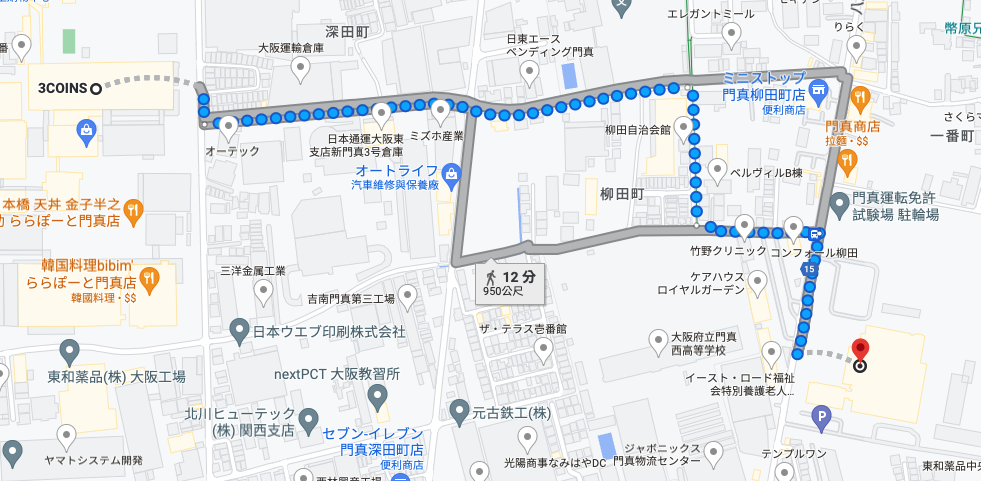 深田町
エレガントミール
りらく
幣原兄
大阪運輸倉庫
日東エース
ベンディング門真
3COINS
ミニストップ
門真柳田町店
便利商店
オーテック
日本通運大阪東
支店新門真3号倉庫
ミズホ産業
柳田自治会館
門真商店
拉麵・$$
さくらマ
一番町
オートライフ
汽車維修與保養廠
ベルヴィルB棟
柳田町
本橋 天丼 金子半之
ららぽーと門真店
門真運転免許
試験場 駐輪場
竹野クリニック
コンフォール柳田
韓国料理bibim'
ららぽーと門真店
韓國料理・$$
三洋金属工業
吉南門真第三工場
12 分
950公尺
15
ケアハウス
ロイヤルガーデン
日本ウエブ印刷株式会社
ザ・テラス壱番館
大阪府立門真
西高等学校
東和薬品(株) 大阪工場
nextPCT 大阪教習所
イースト・ロード福祉
会特別養護老人...
北川ヒューテック
(株) 関西支店
元古鉄工(株)
セブン-イレブン
門真深田町店
便利商店
P
ヤマトシステム開発
光陽商事なみはやDC
ジャボニックス
門真物流センター
テンプルワン
東和薬品中央